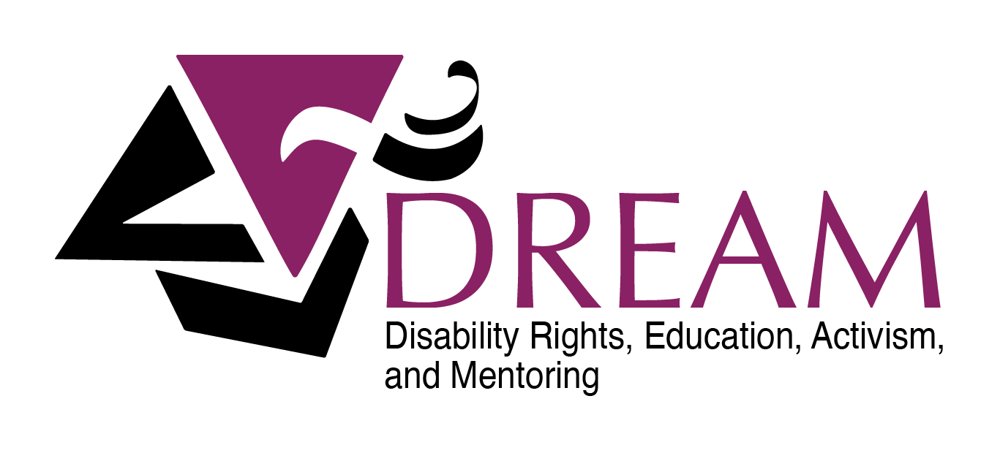 DREAM
Disability Rights, Education, Activism,
and Mentoring